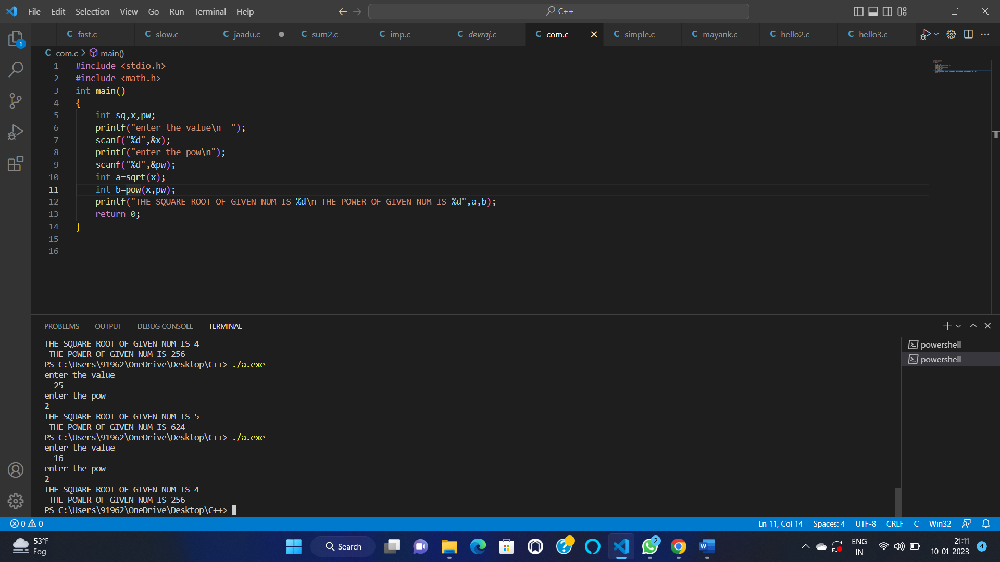 File Edit Selection View Go Run Terminal Help
C++
C fast.c C slow.c C jaadu.c C sum2.c C imp.c C devraj.c C com.c C simple.c C mayank.c C hello2.c C hello3.c
1
C com.c > main()
1 #include <stdio.h>
2 #include <math.h>
3 int main()
4 {
5 int sq,x,pw;
6 printf("enter the value\n  ");
7 scanf("%d",&x);
8 printf("enter the pow\n");
9 scanf("%d",&pw);
10 int a=sqrt(x);
11 int b=pow(x,pw);
12 printf("THE SQUARE ROOT OF GIVEN NUM IS %d\n THE POWER OF GIVEN NUM IS %d",a,b);
13 return 0;
14 }
15
16
PROBLEMS OUTPUT DEBUG CONSOLE TERMINAL
powershell
powershell
THE SQUARE ROOT OF GIVEN NUM IS 4
THE POWER OF GIVEN NUM IS 256
PS C:\Users\91962\OneDrive\Desktop\C++> ./a.exe
enter the value
25
enter the pow
2
THE SQUARE ROOT OF GIVEN NUM IS 5
THE POWER OF GIVEN NUM IS 624
PS C:\Users\91962\OneDrive\Desktop\C++> ./a.exe
enter the value
16
enter the pow
2
THE SQUARE ROOT OF GIVEN NUM IS 4
THE POWER OF GIVEN NUM IS 256
PS C:\Users\91962\OneDrive\Desktop\C++>
0 0 Ln 11, Col 14 Spaces: 4 UTF-8 CRLF C Win32
53°F
Fog
Search
2
ENG
IN
21:11
10-01-2023
4